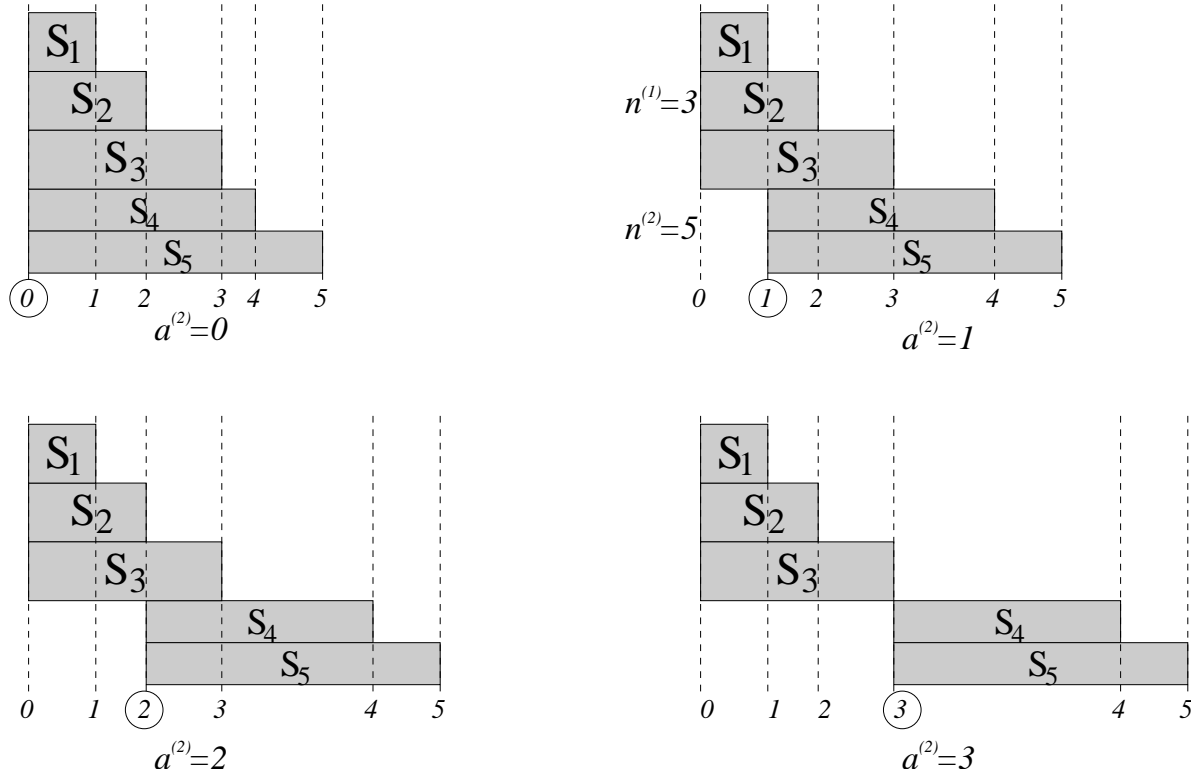 S1
S2
S3
S4
S5
0 1 2 3 4 5
a^(2)=0
S1
n^(1)=3 S2
S3
n^(2)=5 S4
S5
0 1 2 3 4 5
a^(2)=1
S1
S2
S3
S4
S5
0 1 2 3 4 5
a^(2)=2
S1
S2
S3
S4
S5
0 1 2 3 4 5
a^(2)=3